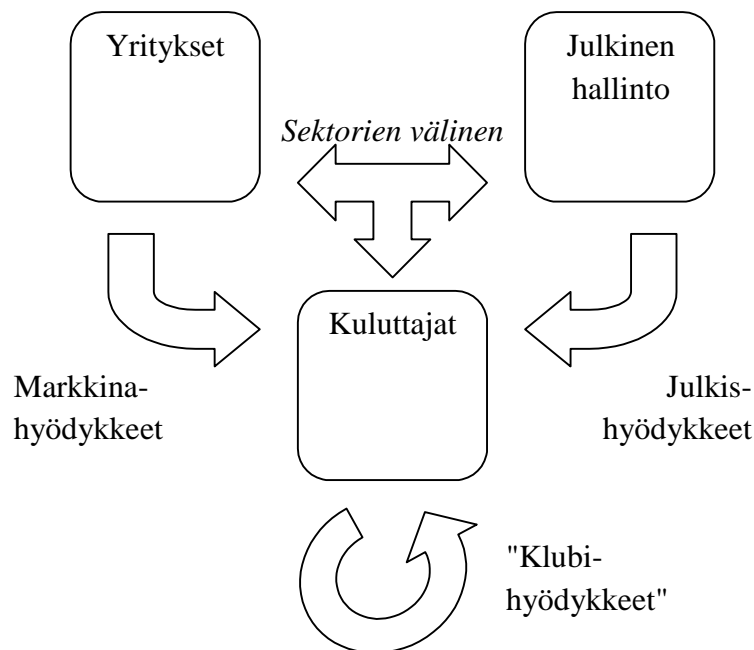 Yritykset
Julkinen
hallinto
Sektorien välinen
Kuluttajat
Markkina-
hyödykkeet
Julkis-
hyödykkeet
"Klubi-
hyödykkeet"